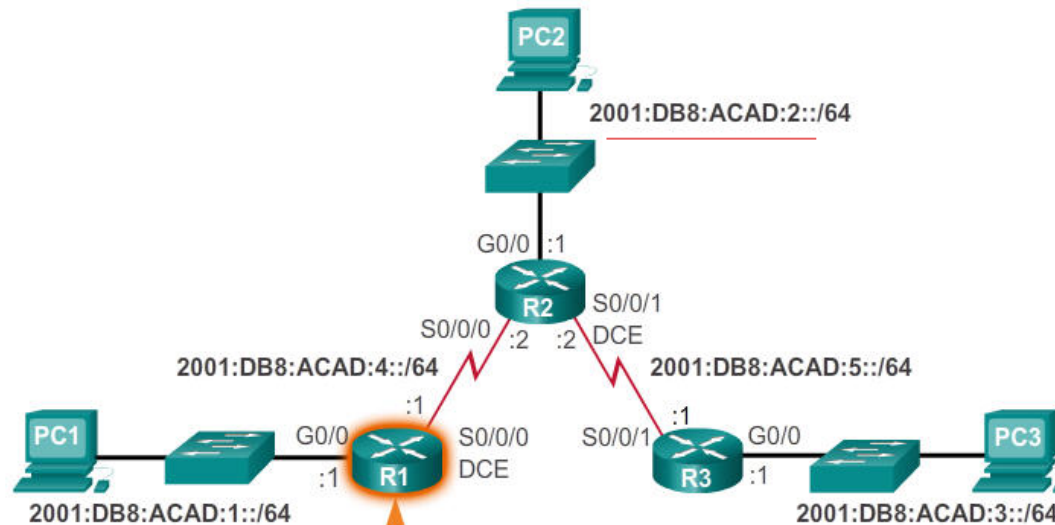 PC2
2001:DB8:ACAD:2::/64
G0/0 :1
R2
S0/0/1
S0/0/0
:2 :2 DCE
2001:DB8:ACAD:4::/64
2001:DB8:ACAD:5::/64
:1
:1
PC1
G0/0
S0/0/0
S0/0/1
G0/0
PC3
:1
R1
DCE
R3
:1
2001:DB8:ACAD:1::/64
2001:DB8:ACAD:3::/64